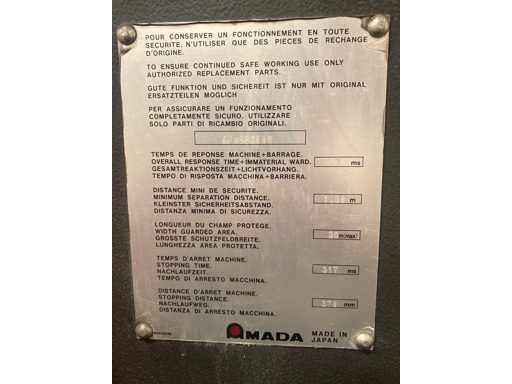 POUR CONSERVER UN FONCTIONNEMENT EN TOUTE
SECURITE, N'UTILISER QUE DES PIECES DE RECHANGE
D'ORIGINE.
TO ENSURE CONTINUED SAFE WORKING USE ONLY
AUTHORIZED REPLACEMENT PARTS.
GUTE FUNKTION UND SICHEREIT IST NUR MIT ORIGINAL
ERSATZTEILEN MOGLICH
PER ASSICURARE UN FUNZIONAMENTO
COMPLETAMENTE SICURO, UTILIZZARE
SOLO PARTI DI RICAMBIO ORIGINALI.
TEMPS DE REPONSE MACHINE+BARRAGE.
OVERALL RESPONSE TIME+IMMATERIAL WARD. ms
GESAMTREAKTIONSZEIT+LICHTVORHANG.
TEMPO DI RISPOSTA MACCHINA+BARRIERA.
DISTANCE MINI DE SECURITE.
MINIMUM SEPARATION DISTANCE. m
KLEINSTER SICHERHEITSABSTAND.
DISTANZA MINIMA DI SICUREZZA.
LONGUEUR DU CHAMP PROTEGE.
WIDTH GUARDED AREA. m(max)
GROSSTE SCHUTZFELDBREITE.
LUNGHEZZA AREA PROTETTA.
TEMPS D'ARRET MACHINE.
STOPPING TIME. ms
NACHLAUFZEIT.
TEMPO DI ARRESTO MACCHINA.
DISTANCE D'ARRET MACHINE.
STOPPING DISTANCE. mm
NACHLAUFWEG.
DISTANZA DI ARRESTO MACCHINA.
AMADA MADE IN
JAPAN